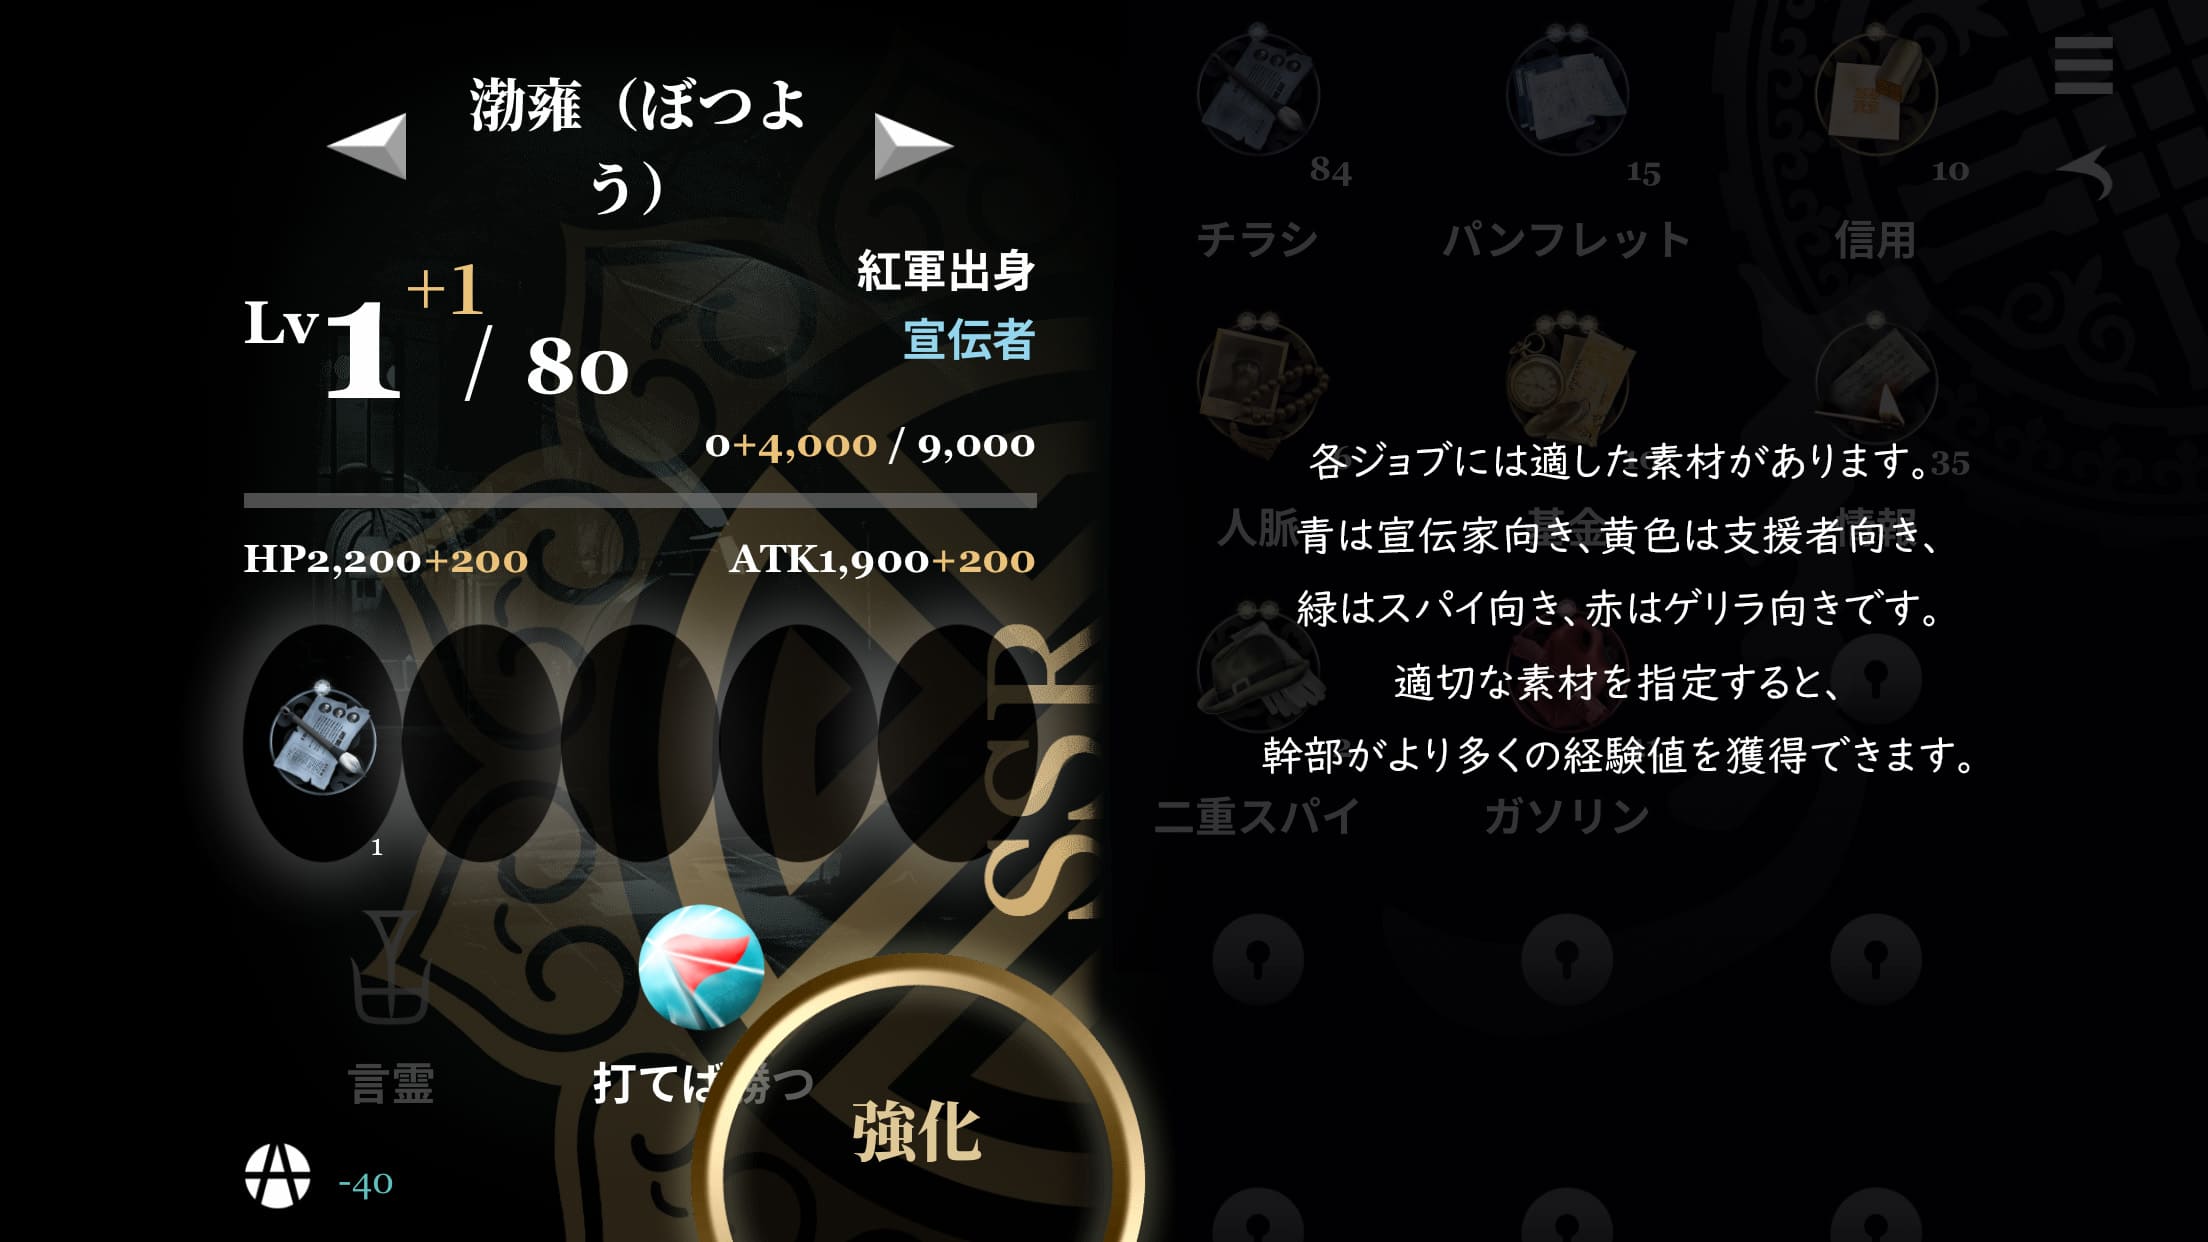 渤雍（ぼつよ
う）
Lv1+1/ 80
紅軍出身
宣伝者
0+4,000 / 9,000
HP2,200+200
ATK1,900+200
SSR
1
言霊
打てば勝つ
強化
-40
84
15
10
チラシ
パンフレット
信用
35
人脈
基金
情報
二重スパイ
ガソリン
各ジョブには適した素材があります。
青は宣伝家向き、黄色は支援者向き、
緑はスパイ向き、赤はゲリラ向きです。
適切な素材を指定すると、
幹部がより多くの経験値を獲得できます。